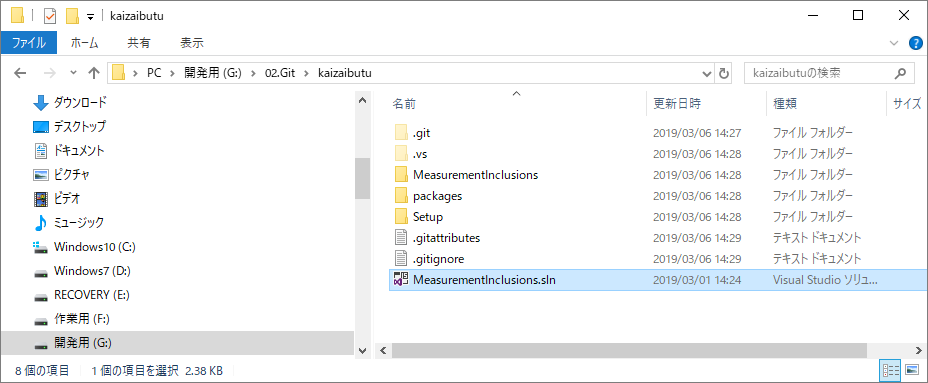 kaizaibutu
ファイル ホーム 共有 表示
PC 開発用 (G:) 02.Git kaizaibutu kaizaibutuの検索
ダウンロード
デスクトップ
ドキュメント
ピクチャ
ビデオ
ミュージック
Windows10 (C:)
Windows7 (D:)
RECOVERY (E:)
作業用 (F:)
開発用 (G:)
名前 更新日時 種類 サイズ
.git 2019/03/06 14:27 ファイル フォルダー
.vs 2019/03/06 14:28 ファイル フォルダー
MeasurementInclusions 2019/03/06 14:28 ファイル フォルダー
packages 2019/03/06 14:28 ファイル フォルダー
Setup 2019/03/06 14:28 ファイル フォルダー
.gitattributes 2019/03/06 14:29 テキスト ドキュメント
.gitignore 2019/03/06 14:29 テキスト ドキュメント
MeasurementInclusions.sln 2019/03/01 14:24 Visual Studio ソリュ...
8 個の項目 1 個の項目を選択 2.38 KB